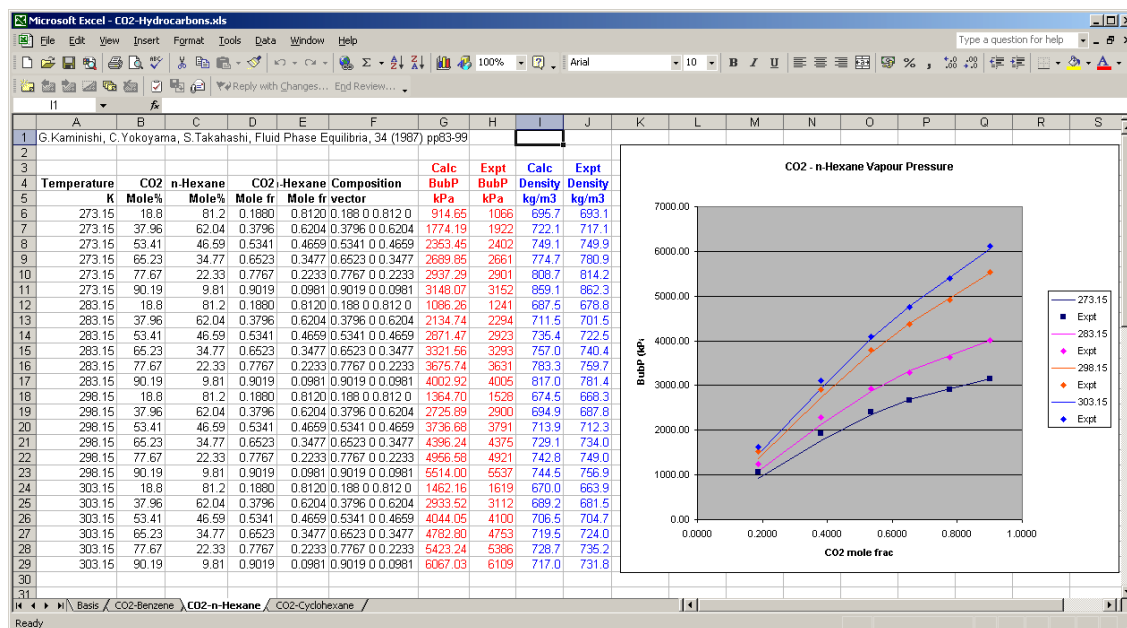 Microsoft Excel - CO2-Hydrocarbons.xls
File Edit View Insert Format Tools Data Window Help
Type a question for help
100%
Arial
10
Reply with Changes... End Review...
I1
fx
A B C D E F G H I J K L M N O P Q R S
1 G.Kaminishi, C.Yokoyama, S.Takahashi, Fluid Phase Equilibria, 34 (1987) pp83-99
2
3 Calc Expt Calc Expt
4 Temperature CO2 n-Hexane CO2 -Hexane Composition BubP BubP Density Density
5 K Mole% Mole% Mole fr Mole fr vector kPa kPa kg/m3 kg/m3
6 273.15 18.8 81.2 0.1880 0.8120 0.188 0 0.812 0 914.65 1066 695.7 693.1
7 273.15 37.96 62.04 0.3796 0.6204 0.3796 0 0.6204 1774.19 1922 722.1 717.1
8 273.15 53.41 46.59 0.5341 0.4659 0.5341 0 0.4659 2353.45 2402 749.1 749.9
9 273.15 65.23 34.77 0.6523 0.3477 0.6523 0 0.3477 2689.85 2661 774.7 780.9
10 273.15 77.67 22.33 0.7767 0.2233 0.7767 0 0.2233 2937.29 2901 808.7 814.2
11 273.15 90.19 9.81 0.9019 0.0981 0.9019 0 0.0981 3148.07 3152 859.1 862.3
12 283.15 18.8 81.2 0.1880 0.8120 0.188 0 0.812 0 1086.26 1241 687.5 678.8
13 283.15 37.96 62.04 0.3796 0.6204 0.3796 0 0.6204 2134.74 2294 711.5 701.5
14 283.15 53.41 46.59 0.5341 0.4659 0.5341 0 0.4659 2871.47 2923 735.4 722.5
15 283.15 65.23 34.77 0.6523 0.3477 0.6523 0 0.3477 3321.56 3293 757.0 740.4
16 283.15 77.67 22.33 0.7767 0.2233 0.7767 0 0.2233 3675.74 3631 783.3 759.7
17 283.15 90.19 9.81 0.9019 0.0981 0.9019 0 0.0981 4002.92 4005 817.0 781.4
18 298.15 18.8 81.2 0.1880 0.8120 0.188 0 0.812 0 1364.70 1528 674.5 668.3
19 298.15 37.96 62.04 0.3796 0.6204 0.3796 0 0.6204 2725.89 2900 694.9 687.8
20 298.15 53.41 46.59 0.5341 0.4659 0.5341 0 0.4659 3736.68 3791 713.9 712.3
21 298.15 65.23 34.77 0.6523 0.3477 0.6523 0 0.3477 4396.24 4375 729.1 734.0
22 298.15 77.67 22.33 0.7767 0.2233 0.7767 0 0.2233 4956.58 4921 742.8 749.0
23 298.15 90.19 9.81 0.9019 0.0981 0.9019 0 0.0981 5514.00 5537 744.5 756.9
24 303.15 18.8 81.2 0.1880 0.8120 0.188 0 0.812 0 1462.16 1619 670.0 663.9
25 303.15 37.96 62.04 0.3796 0.6204 0.3796 0 0.6204 2933.52 3112 689.2 681.5
26 303.15 53.41 46.59 0.5341 0.4659 0.5341 0 0.4659 4044.05 4100 706.5 704.7
27 303.15 65.23 34.77 0.6523 0.3477 0.6523 0 0.3477 4782.80 4753 719.5 724.0
28 303.15 77.67 22.33 0.7767 0.2233 0.7767 0 0.2233 5423.24 5386 728.7 735.2
29 303.15 90.19 9.81 0.9019 0.0981 0.9019 0 0.0981 6067.03 6109 717.0 731.8
30
31
CO2 - n-Hexane Vapour Pressure
7000.00
6000.00
5000.00
4000.00
3000.00
2000.00
1000.00
0.00
BubP (kP
0.0000 0.2000 0.4000 0.6000 0.8000 1.0000
CO2 mole frac
273.15
Expt
283.15
Expt
298.15
Expt
303.15
Expt
Basis CO2-Benzene CO2-n-Hexane CO2-Cyclohexane
Ready